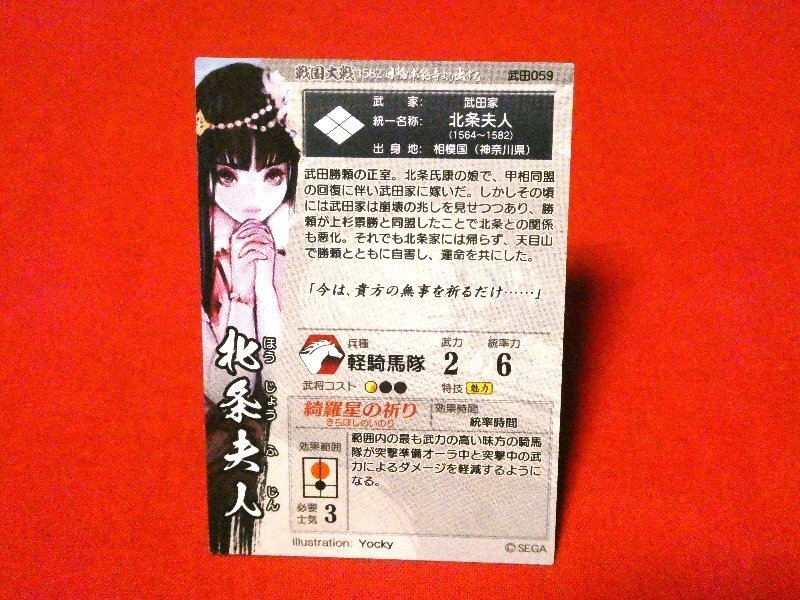 戦国大戦 1582 日輪本能寺より出ずる 武田059
武　家： 武田家
統一名称： 北条夫人
(1564～1582)
出身地： 相模国（神奈川県）
武田勝頼の正室。北条氏康の娘で、甲相同盟
の回復に伴い武田家に嫁いだ。しかしその頃
には武田家は崩壊の兆しを見せつつあり、勝
頼が上杉景勝と同盟したことで北条との関係
も悪化。それでも北条家には帰らず、天目山
で勝頼とともに自害し、運命を共にした。
「今は、貴方の無事を祈るだけ……」
兵種 武力 統率力
軽騎馬隊 2 6
武将コスト 特技 魅力
綺羅星の祈り 効果時間
きらぼしのいのり 統率時間
効果範囲
範囲内の最も武力の高い味方の騎馬
隊が突撃準備オーラ中と突撃中の武
力によるダメージを軽減するように
なる。
必要
士気 3
北条夫人
ほうじょうふじん
Illustration: Yocky
©SEGA